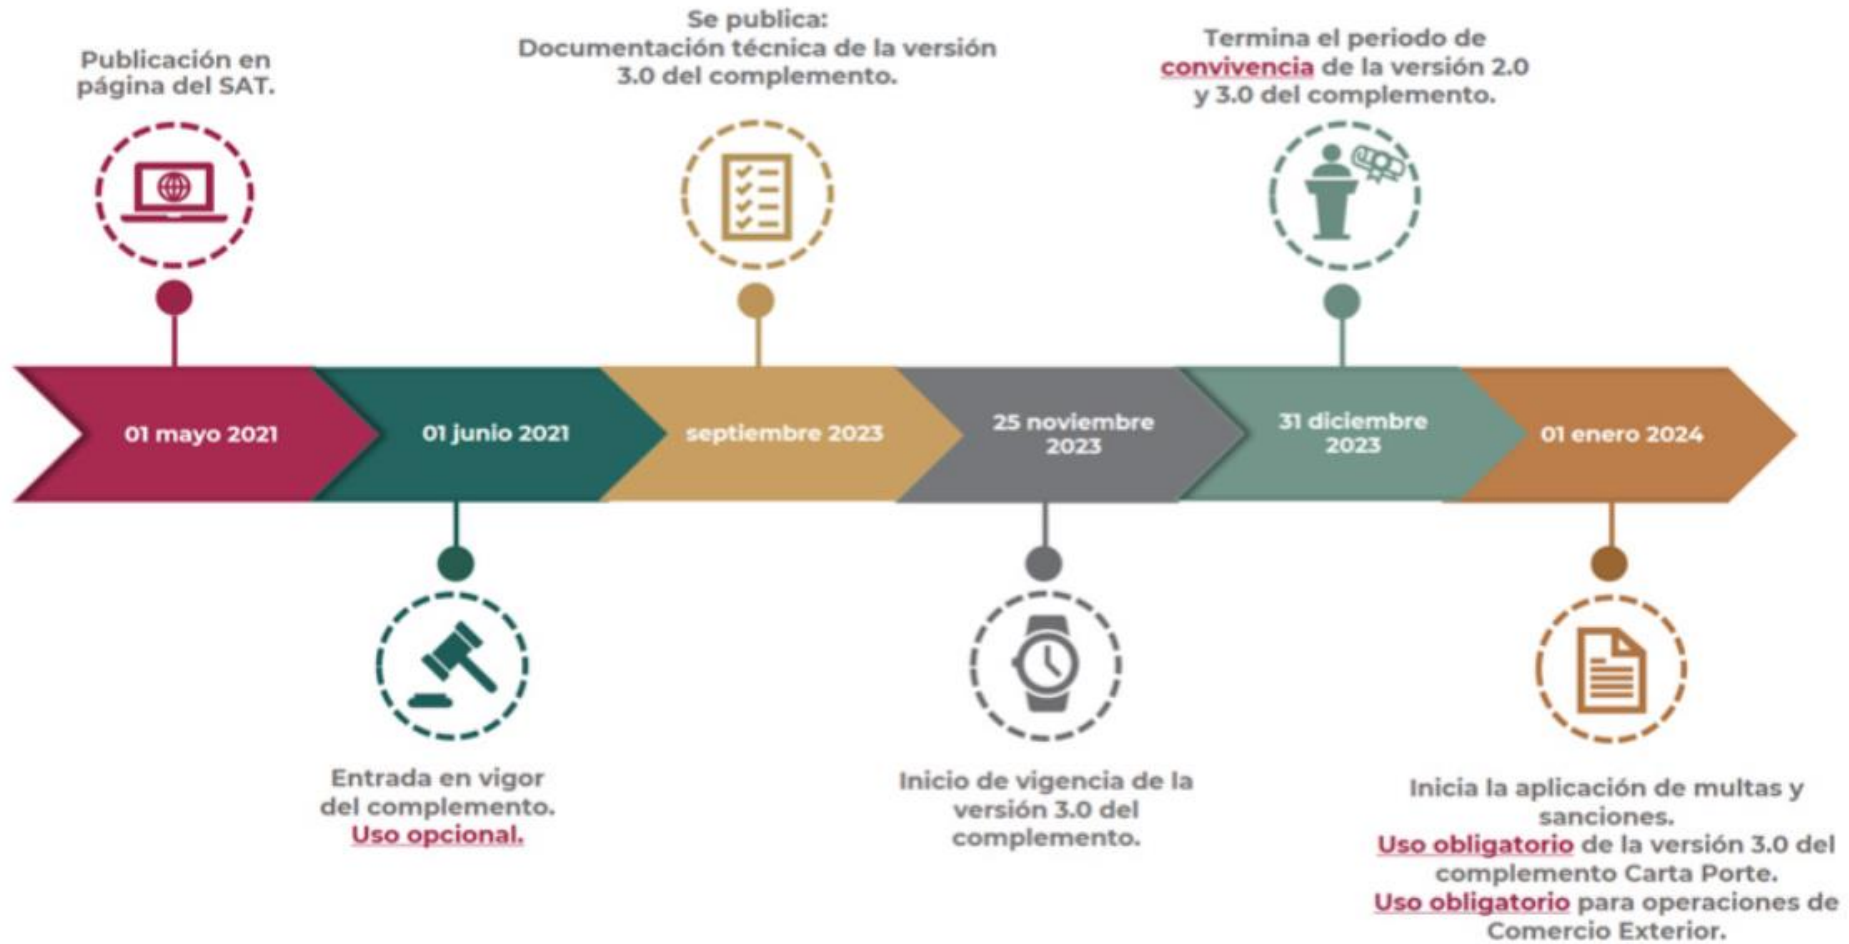 Publicación en
página del SAT.
Se publica:
Documentación técnica de la versión
3.0 del complemento.
Termina el periodo de
convivencia de la versión 2.0
y 3.0 del complemento.
01 mayo 2021
01 junio 2021
septiembre 2023
25 noviembre
2023
31 diciembre
2023
01 enero 2024
Entrada en vigor
del complemento.
Uso opcional.
Inicio de vigencia de la
versión 3.0 del
complemento.
Inicia la aplicación de multas y
sanciones.
Uso obligatorio de la versión 3.0 del
complemento Carta Porte.
Uso obligatorio para operaciones de
Comercio Exterior.